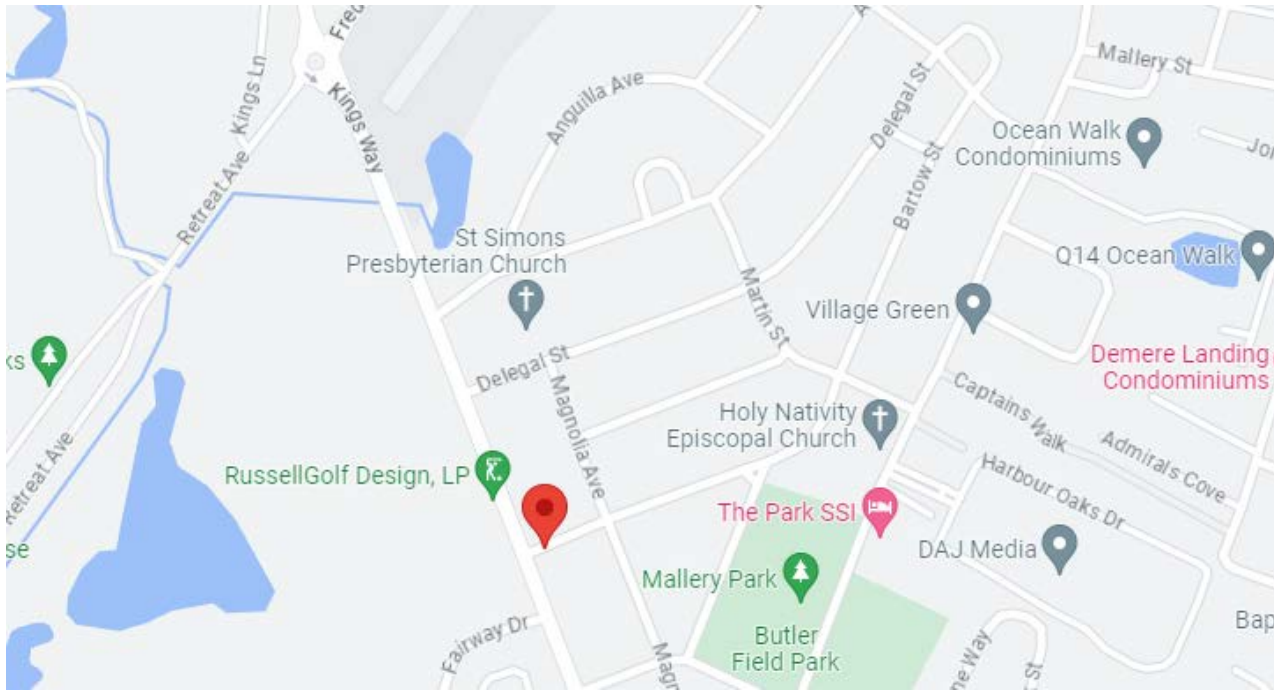 Fred
Kings Ln
Kings Way
Anguilla Ave
Delegal St
Mallery St
Ocean Walk
Condominiums
Retreat Ave
Bartow St
St Simons
Presbyterian Church
Q14 Ocean Walk
Martin St
Village Green
Demere Landing
Condominiums
Delegal St
Magnolia Ave
Captains Walk
Holy Nativity
Episcopal Church
Admirals Cove
Retreat Ave
RussellGolf Design, LP
Harbour Oaks Dr
The Park SSI
DAJ Media
Mallery Park
Fairway Dr
Butler
Field Park